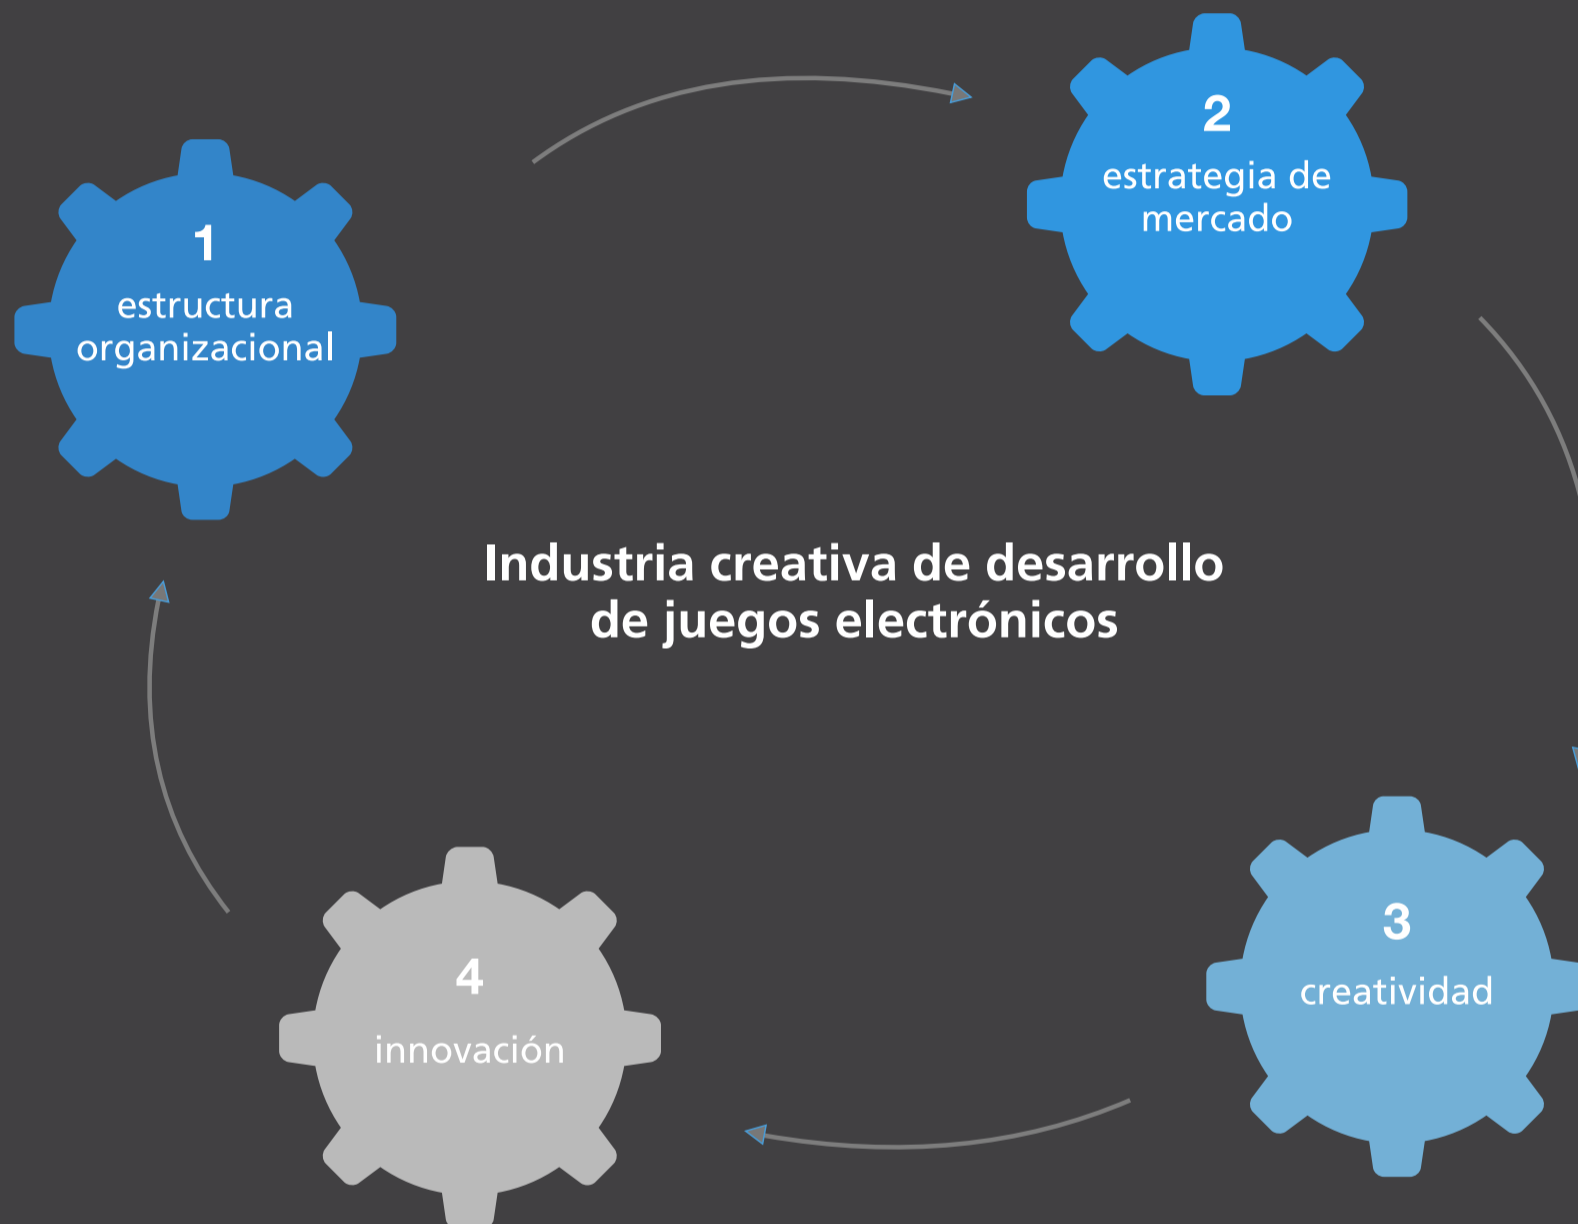 1
estructura
organizacional
2
estrategia de
mercado
Industria creativa de desarrollo
de juegos electrónicos
3
creatividad
4
innovación